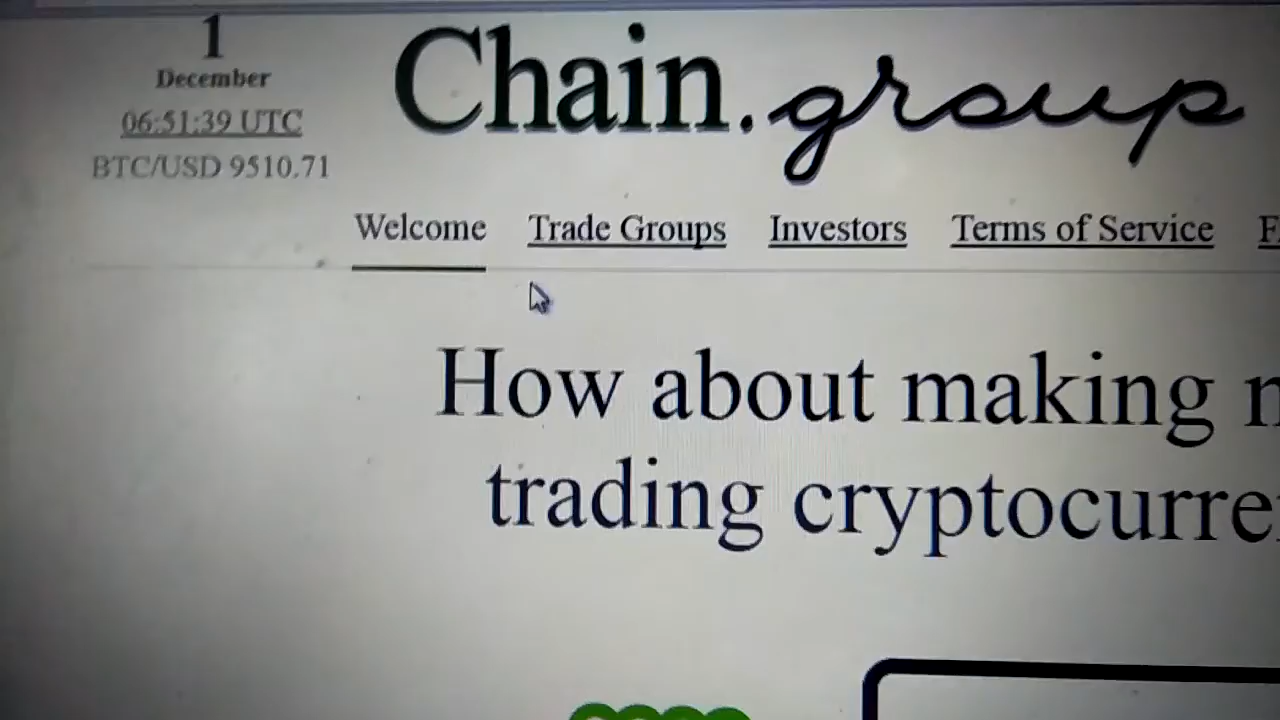 1
December
06:51:39 UTC
BTC/USD 9510.71
Chain.group
Welcome Trade Groups Investors Terms of Service
How about making
trading